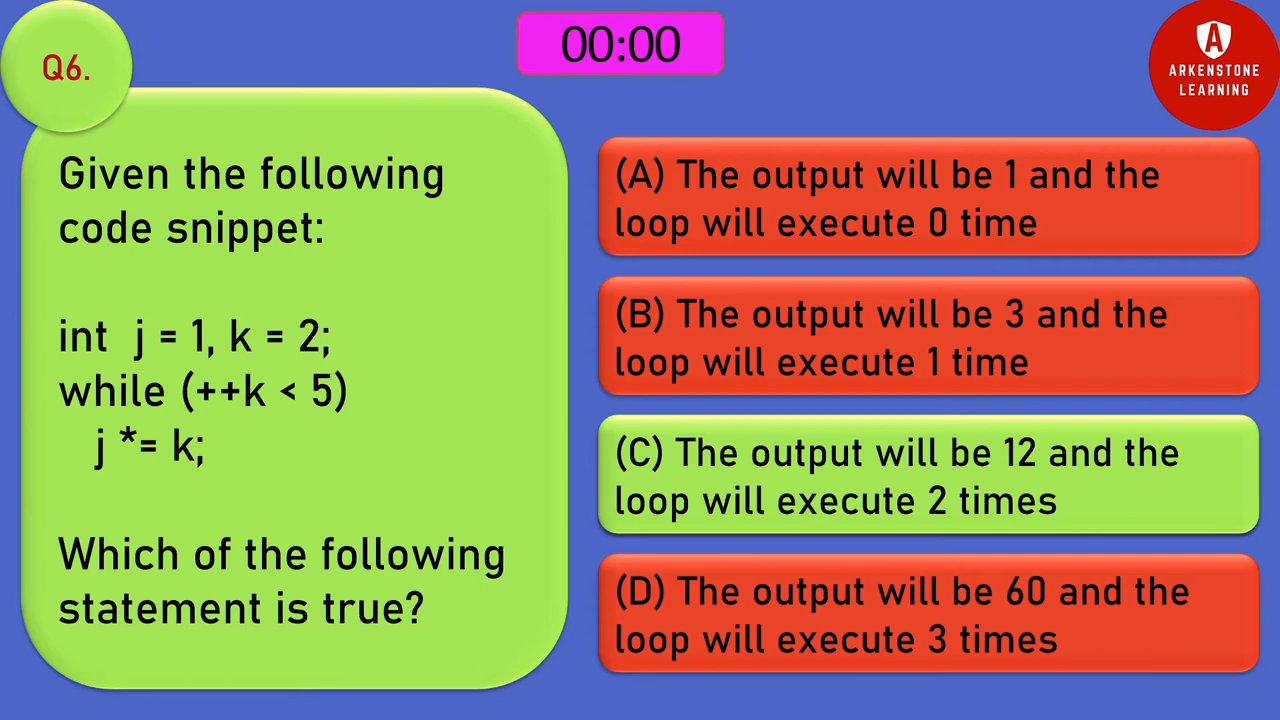 Q6.
00:00
A
ARKENSTONE
LEARNING
Given the following
code snippet:
int  j = 1, k = 2;
while (++k < 5)
   j *= k;
Which of the following
statement is true?
(A) The output will be 1 and the
loop will execute 0 time
(B) The output will be 3 and the
loop will execute 1 time
(C) The output will be 12 and the
loop will execute 2 times
(D) The output will be 60 and the
loop will execute 3 times